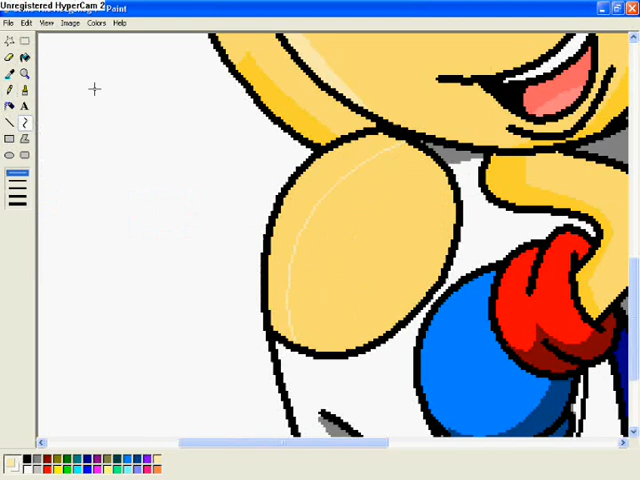 Unregistered HyperCam 2
Paint
File Edit View Image Colors Help
A